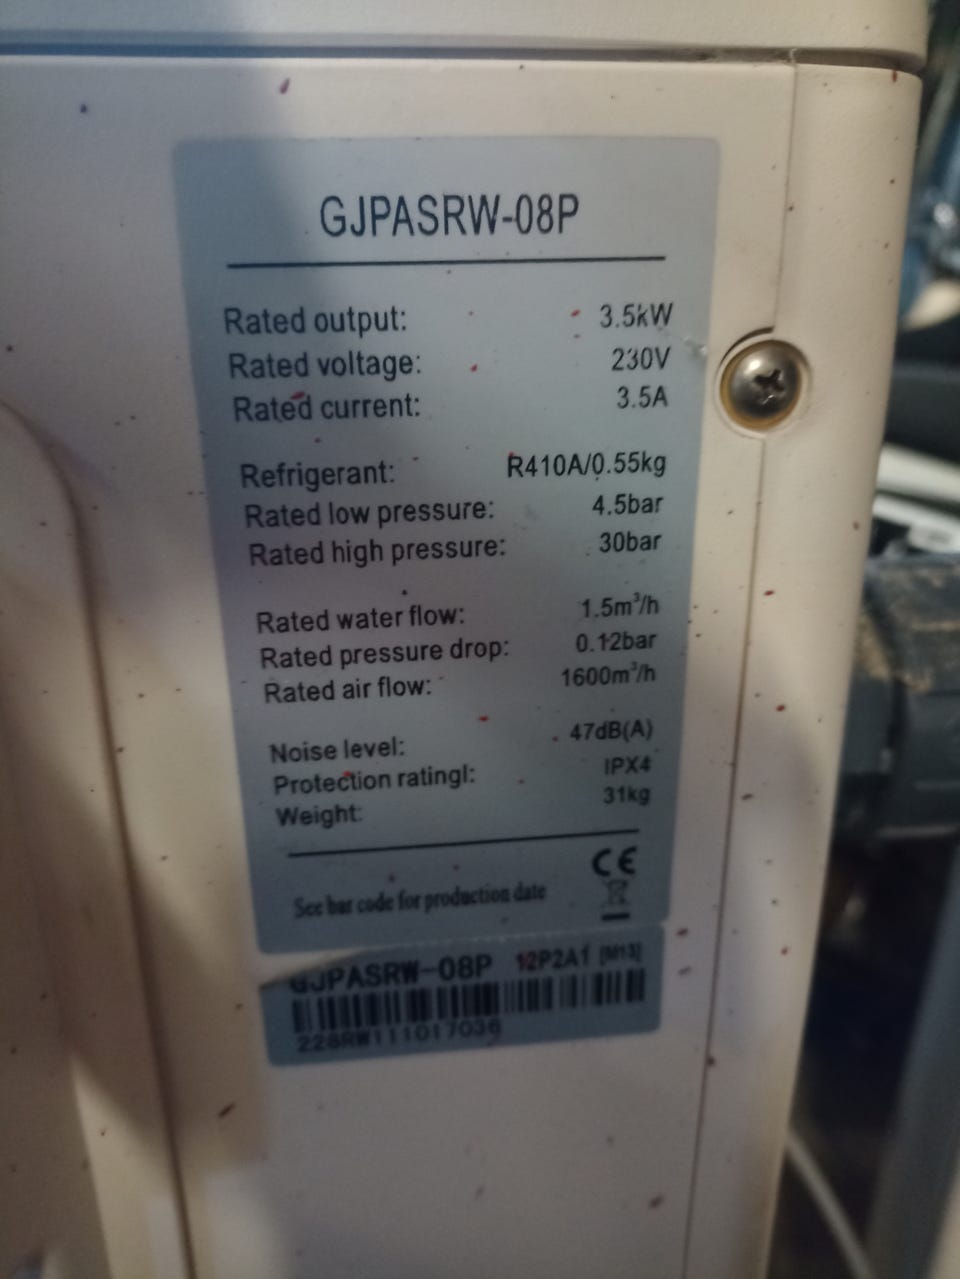 GJPASRW-08P
Rated output: 3.5kW
Rated voltage: 230V
Rated current: 3.5A
Refrigerant: R410A/0.55kg
Rated low pressure: 4.5bar
Rated high pressure: 30bar
Rated water flow: 1.5m³/h
Rated pressure drop: 0.12bar
Rated air flow: 1600m³/h
Noise level: 47dB(A)
Protection ratingl: IPX4
Weight: 31kg
CE
See bar code for production date
GJPASRW-08P 12P2A1 [M13]
228RW111017036